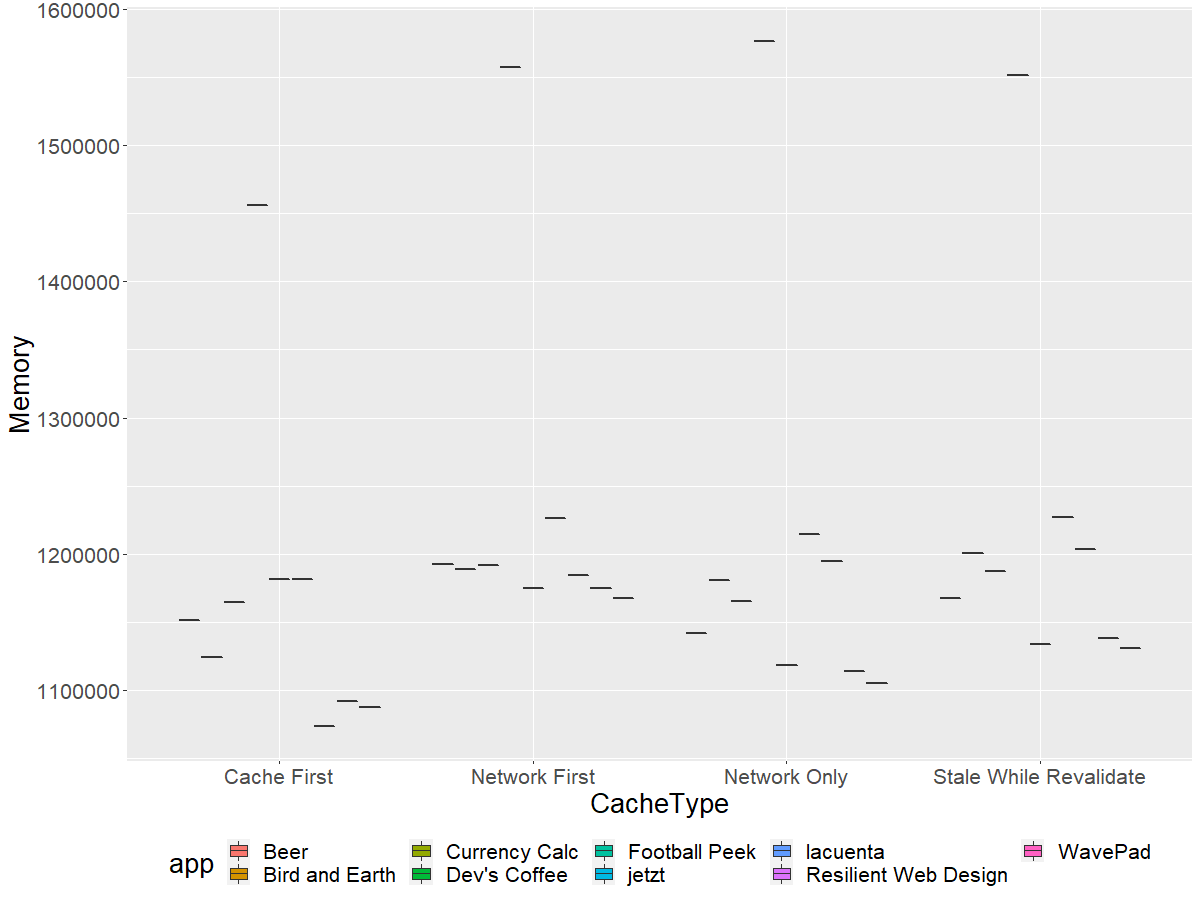 1600000
1500000
1400000
1300000
1200000
1100000
Memory
Cache First Network First Network Only Stale While Revalidate
CacheType
app
Beer Currency Calc Football Peek lacuenta WavePad
Bird and Earth Dev's Coffee jetzt Resilient Web Design